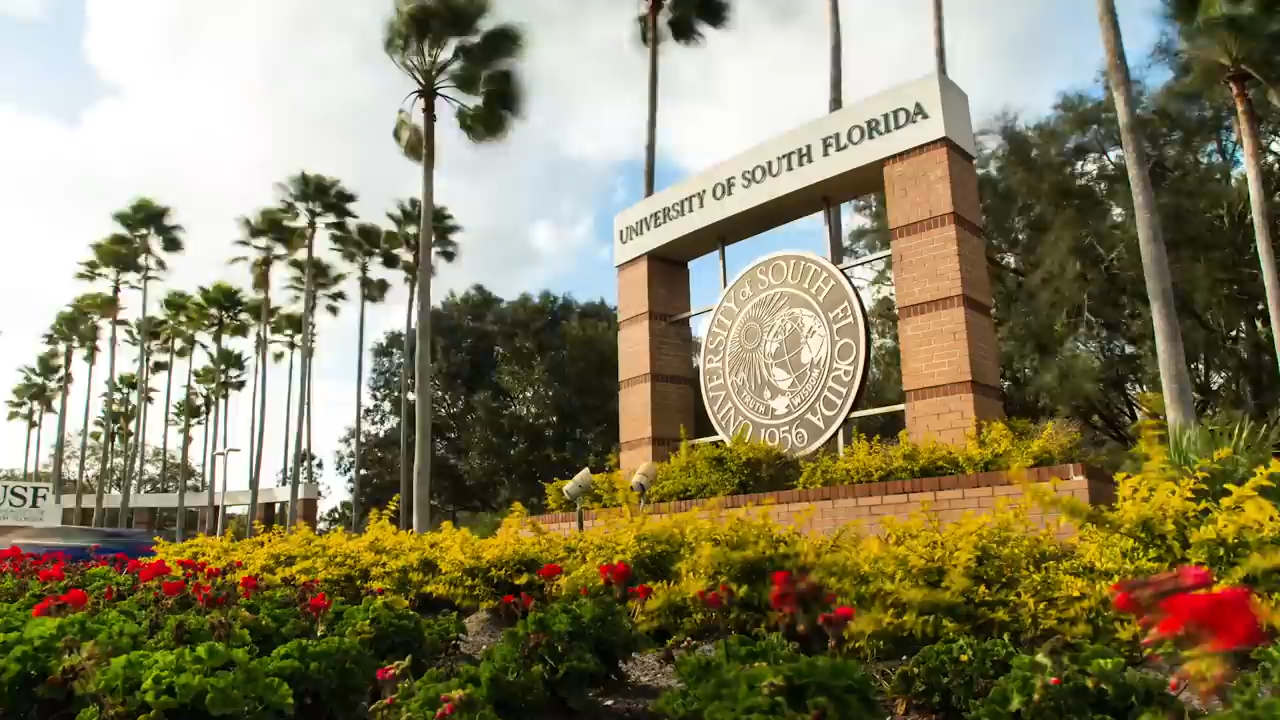 UNIVERSITY OF SOUTH FLORIDA
UNIVERSITY of SOUTH FLORIDA
TRUTH WISDOM
1956
USF